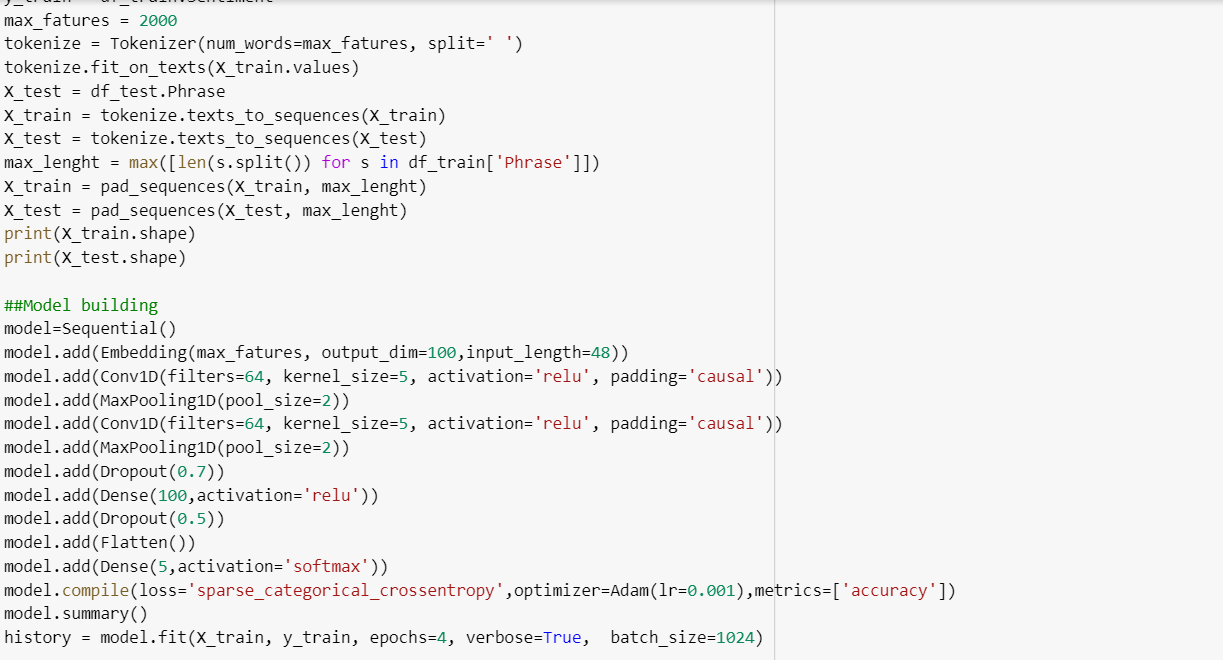 max_fatures = 2000
tokenize = Tokenizer(num_words=max_fatures, split=' ')
tokenize.fit_on_texts(X_train.values)
X_test = df_test.Phrase
X_train = tokenize.texts_to_sequences(X_train)
X_test = tokenize.texts_to_sequences(X_test)
max_lenght = max([len(s.split()) for s in df_train['Phrase']])
X_train = pad_sequences(X_train, max_lenght)
X_test = pad_sequences(X_test, max_lenght)
print(X_train.shape)
print(X_test.shape)

##Model building
model=Sequential()
model.add(Embedding(max_fatures, output_dim=100,input_length=48))
model.add(Conv1D(filters=64, kernel_size=5, activation='relu', padding='causal'))
model.add(MaxPooling1D(pool_size=2))
model.add(Conv1D(filters=64, kernel_size=5, activation='relu', padding='causal'))
model.add(MaxPooling1D(pool_size=2))
model.add(Dropout(0.7))
model.add(Dense(100,activation='relu'))
model.add(Dropout(0.5))
model.add(Flatten())
model.add(Dense(5,activation='softmax'))
model.compile(loss='sparse_categorical_crossentropy',optimizer=Adam(lr=0.001),metrics=['accuracy'])
model.summary()
history = model.fit(X_train, y_train, epochs=4, verbose=True,  batch_size=1024)